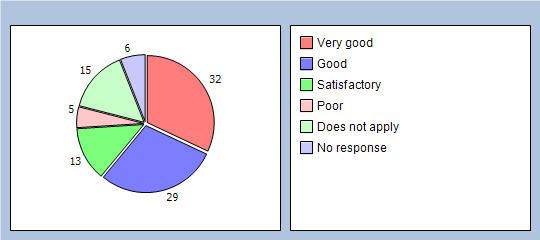 6
15
32
5
13
29
Very good
Good
Satisfactory
Poor
Does not apply
No response